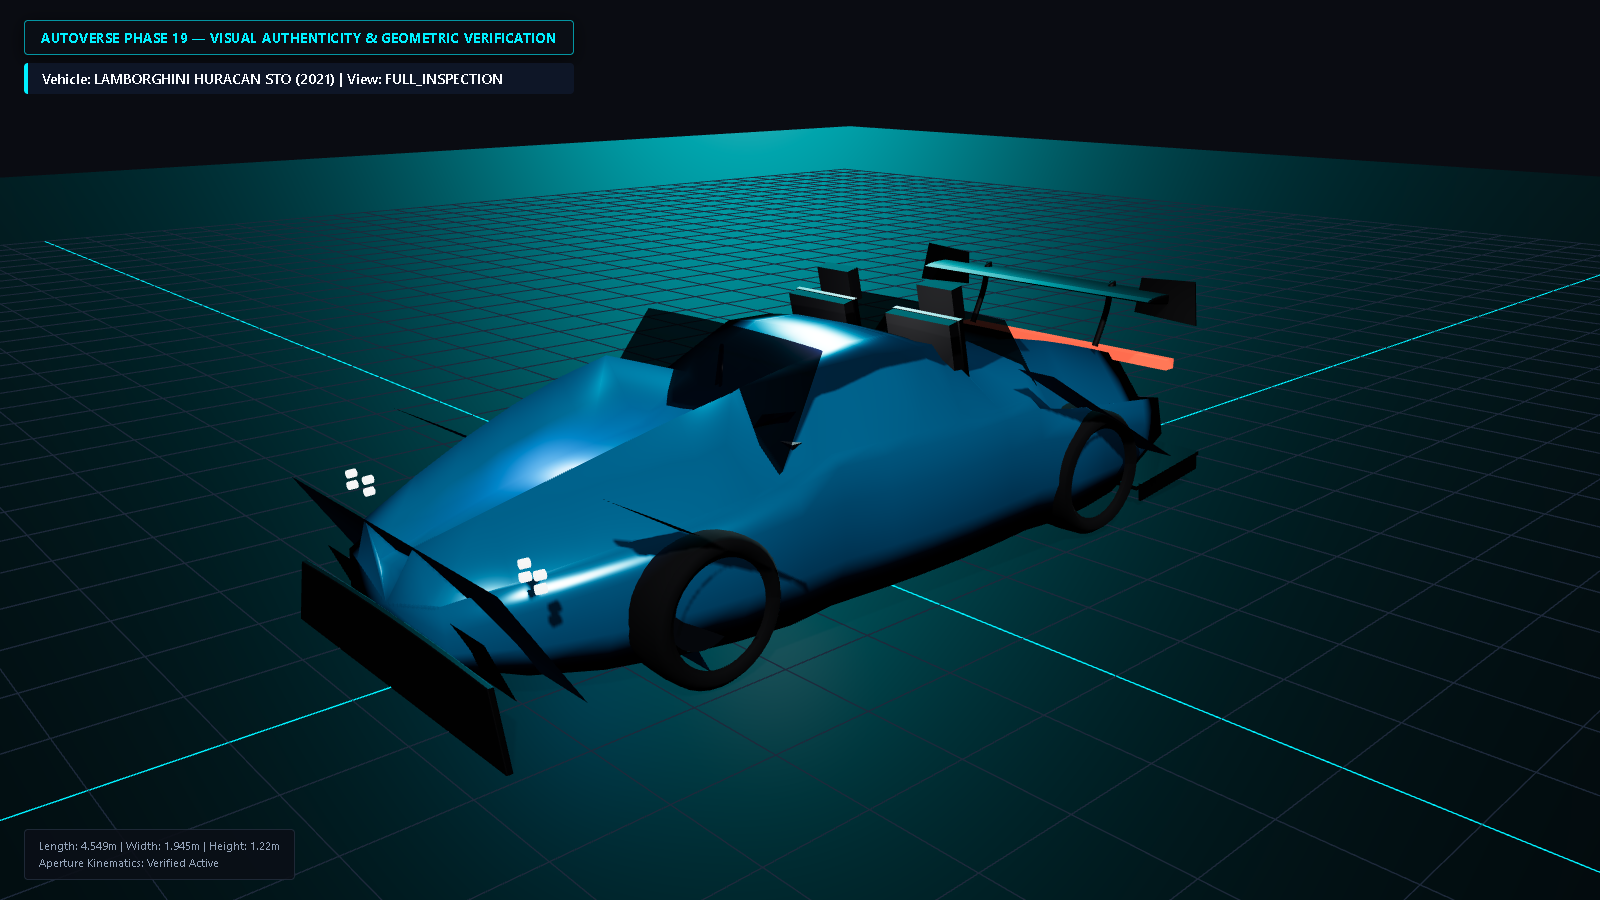 AUTOVERSE PHASE 19 — VISUAL AUTHENTICITY & GEOMETRIC VERIFICATION
Vehicle: LAMBORGHINI HURACAN STO (2021) | View: FULL_INSPECTION
Length: 4.549m | Width: 1.945m | Height: 1.22m
Aperture Kinematics: Verified Active